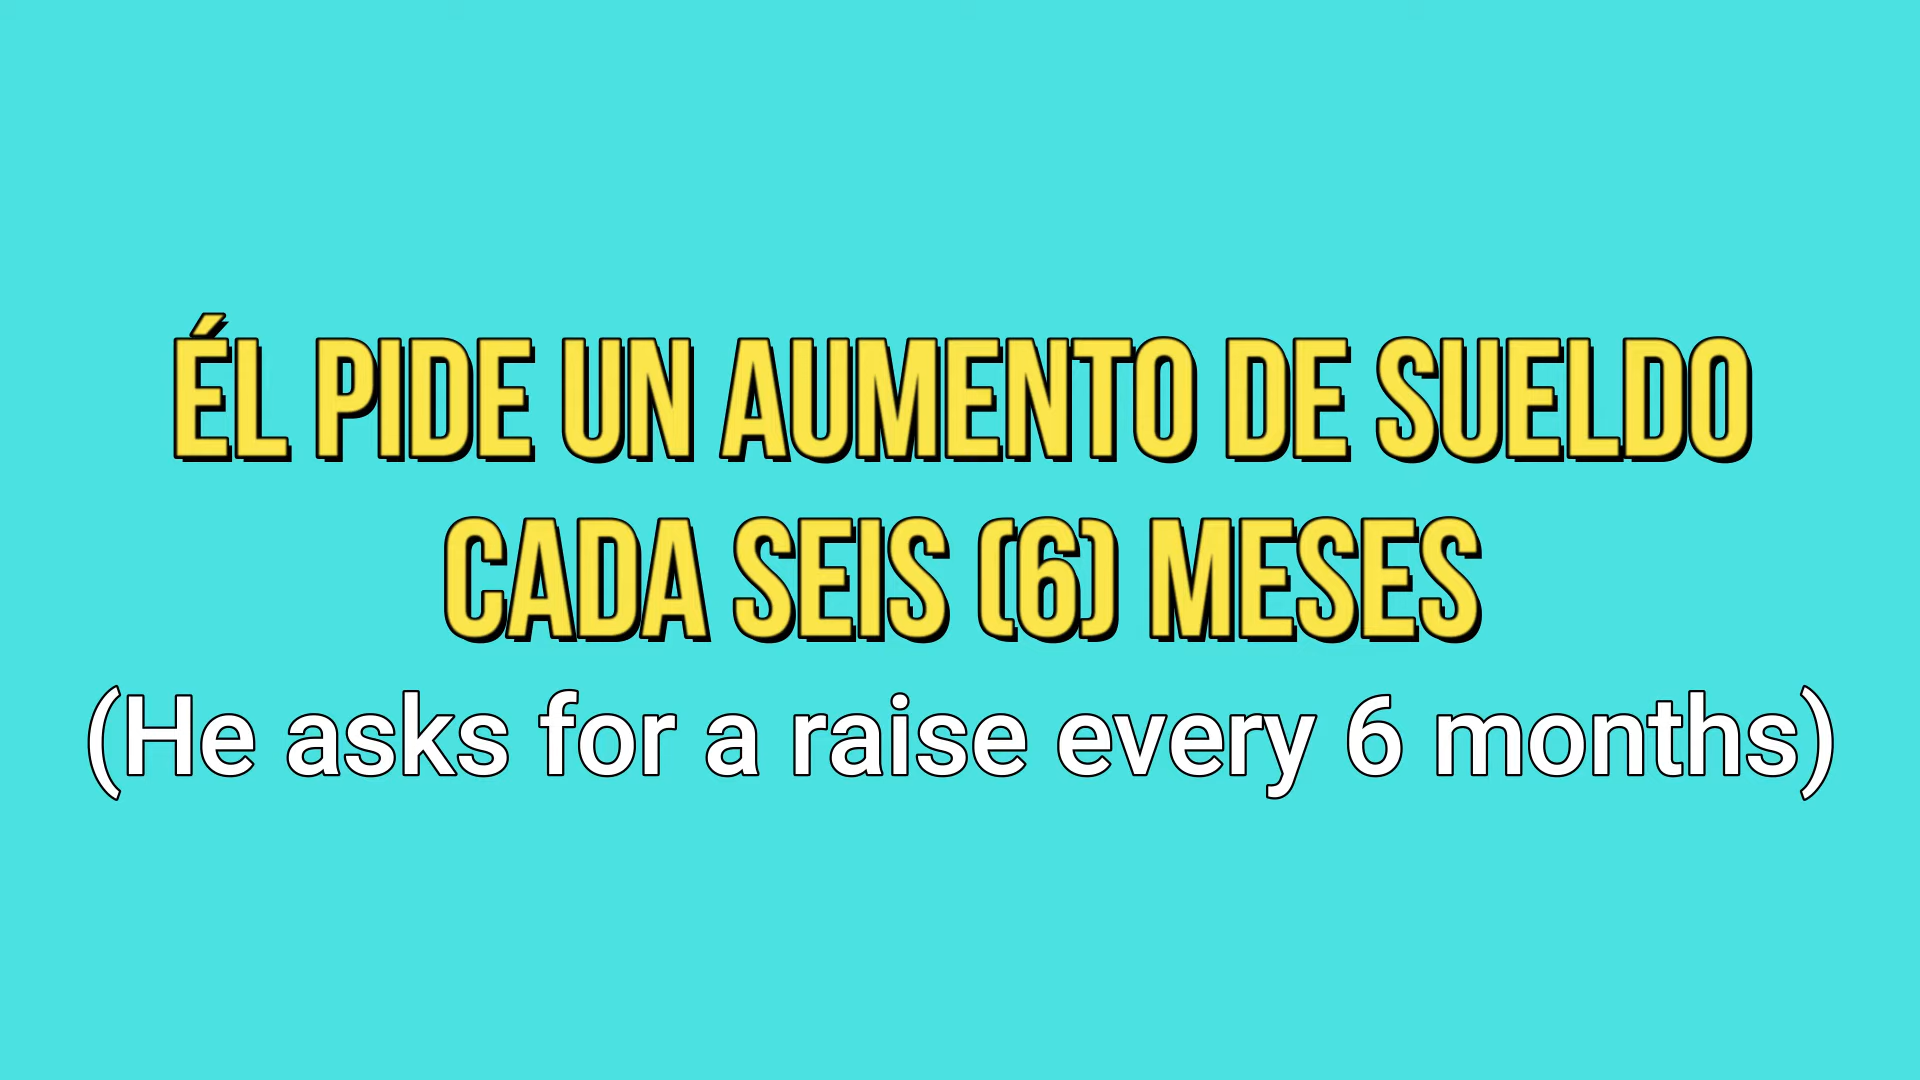 ÉL PIDE UN AUMENTO DE SUELDO
CADA SEIS (6) MESES
(He asks for a raise every 6 months)